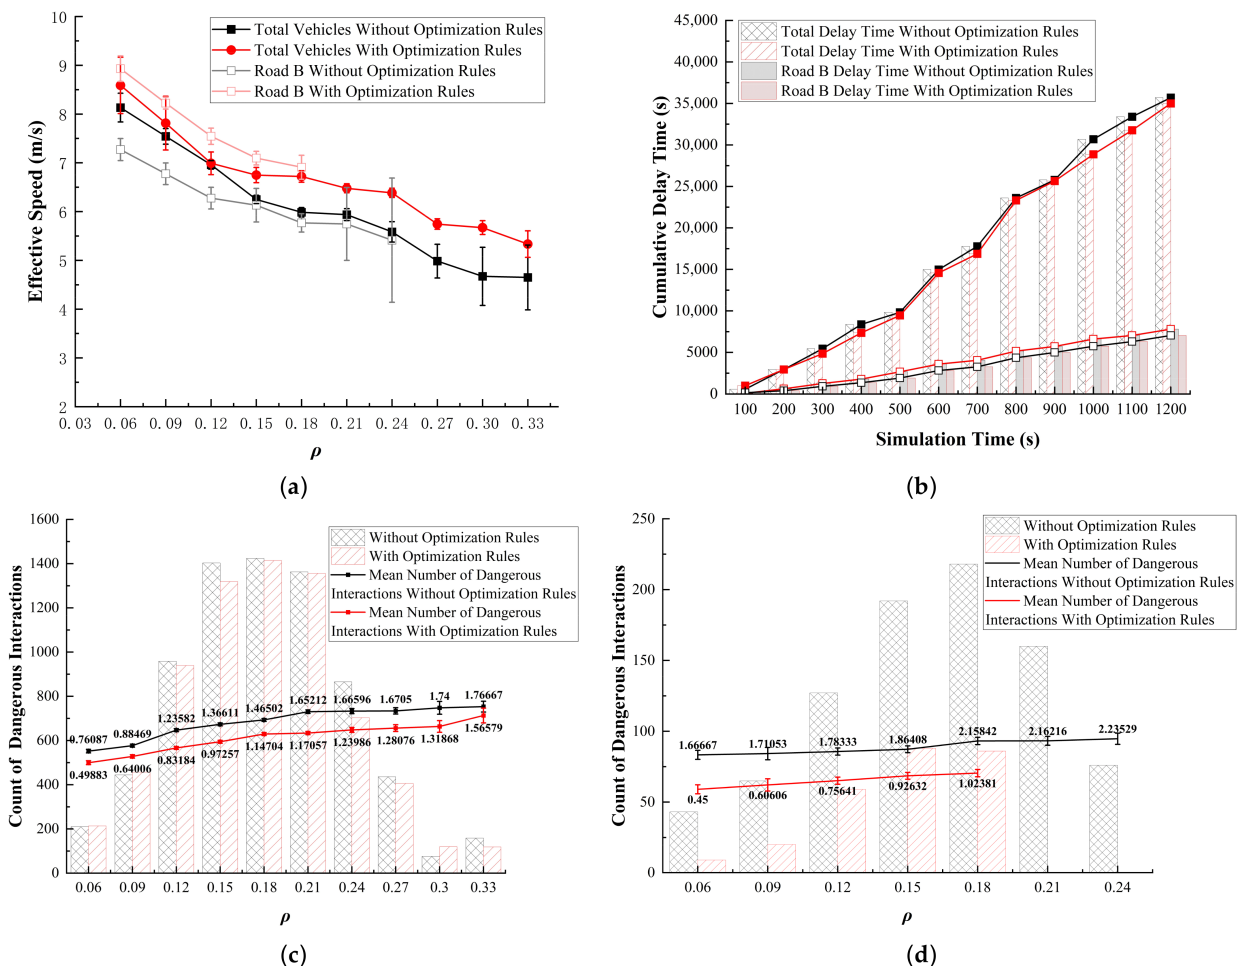 Total Vehicles Without Optimization Rules
Total Vehicles With Optimization Rules
Road B Without Optimization Rules
Road B With Optimization Rules
Effective Speed (m/s)
10
9
8
7
6
5
4
3
2
0.03 0.06 0.09 0.12 0.15 0.18 0.21 0.24 0.27 0.30 0.33
ρ
(a)
Total Delay Time Without Optimization Rules
Total Delay Time With Optimization Rules
Road B Delay Time Without Optimization Rules
Road B Delay Time With Optimization Rules
Cumulative Delay Time (s)
45,000
40,000
35,000
30,000
25,000
20,000
15,000
10,000
5000
0
100 200 300 400 500 600 700 800 900 1000 1100 1200
Simulation Time (s)
(b)
Without Optimization Rules
With Optimization Rules
Mean Number of Dangerous
Interactions Without Optimization Rules
Mean Number of Dangerous
Interactions With Optimization Rules
Count of Dangerous Interactions
1600
1400
1200
1000
800
600
400
200
0
0.76087 0.88469 1.23582 1.36611 1.46502 1.65212 1.66596 1.6705 1.74 1.76667
0.49883 0.64006 0.83184 0.97257 1.14704 1.17057 1.23986 1.28076 1.31868 1.56579
0.06 0.09 0.12 0.15 0.18 0.21 0.24 0.27 0.3 0.33
ρ
(c)
Without Optimization Rules
With Optimization Rules
Mean Number of Dangerous
Interactions Without Optimization Rules
Mean Number of Dangerous
Interactions With Optimization Rules
Count of Dangerous Interactions
250
200
150
100
50
0
1.66667 1.71053 1.78333 1.86408 2.15842 2.16216 2.23529
0.45 0.60606 0.75641 0.92632 1.02381
0.06 0.09 0.12 0.15 0.18 0.21 0.24
ρ
(d)